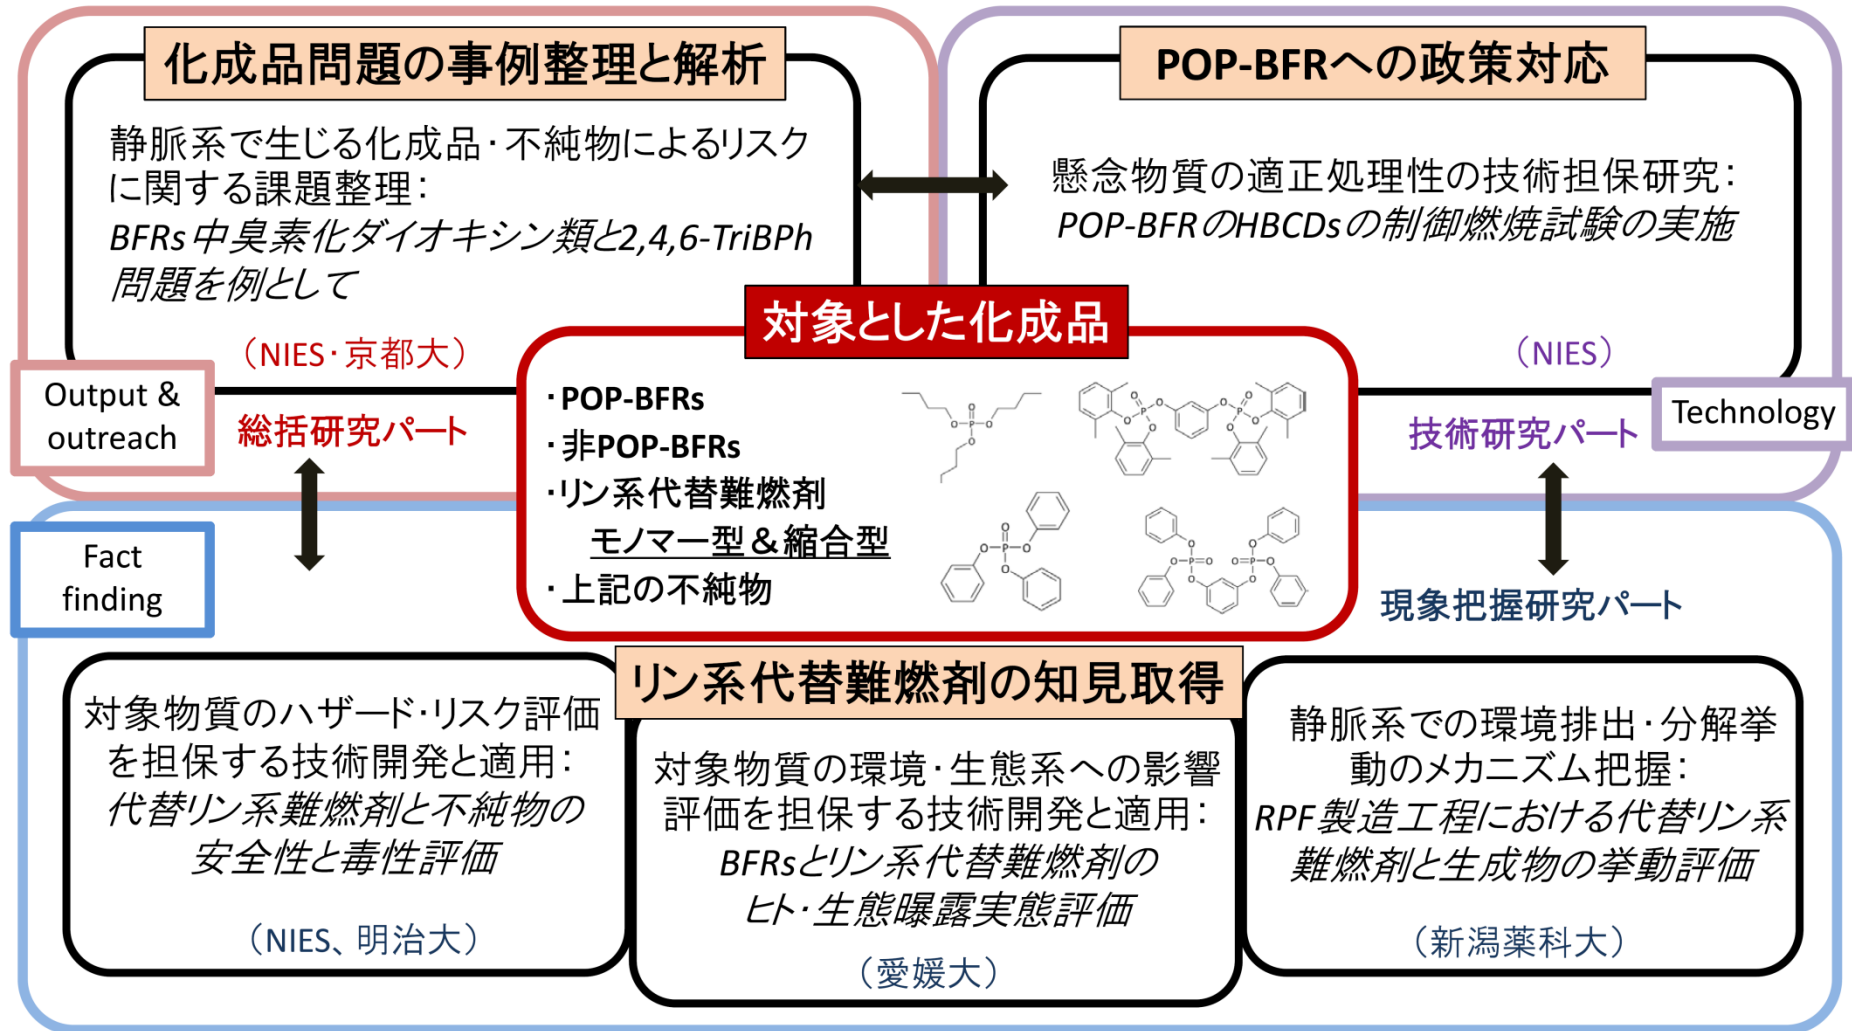 化成品問題の事例整理と解析
静脈系で生じる化成品・不純物によるリスク
に関する課題整理：
BFRs中臭素化ダイオキシン類と2,4,6-TriBPh
問題を例として
（NIES・京都大）
Output &
outreach
総括研究パート
POP-BFRへの政策対応
懸念物質の適正処理性の技術担保研究：
POP-BFRのHBCDsの制御燃焼試験の実施
（NIES）
Technology
技術研究パート
対象とした化成品
・POP-BFRs
・非POP-BFRs
・リン系代替難燃剤
モノマー型＆縮合型
・上記の不純物
Fact
finding
現象把握研究パート
リン系代替難燃剤の知見取得
対象物質のハザード・リスク評価
を担保する技術開発と適用：
代替リン系難燃剤と不純物の
安全性と毒性評価
（NIES、明治大）
対象物質の環境・生態系への影響
評価を担保する技術開発と適用：
BFRsとリン系代替難燃剤の
ヒト・生態曝露実態評価
（愛媛大）
静脈系での環境排出・分解挙
動のメカニズム把握：
RPF製造工程における代替リン系
難燃剤と生成物の挙動評価
（新潟薬科大）